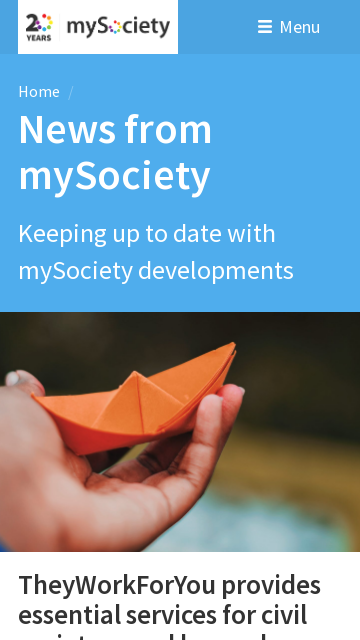 20 YEARS mySociety
Menu
Home /
News from
mySociety
Keeping up to date with
mySociety developments
TheyWorkForYou provides
essential services for civil